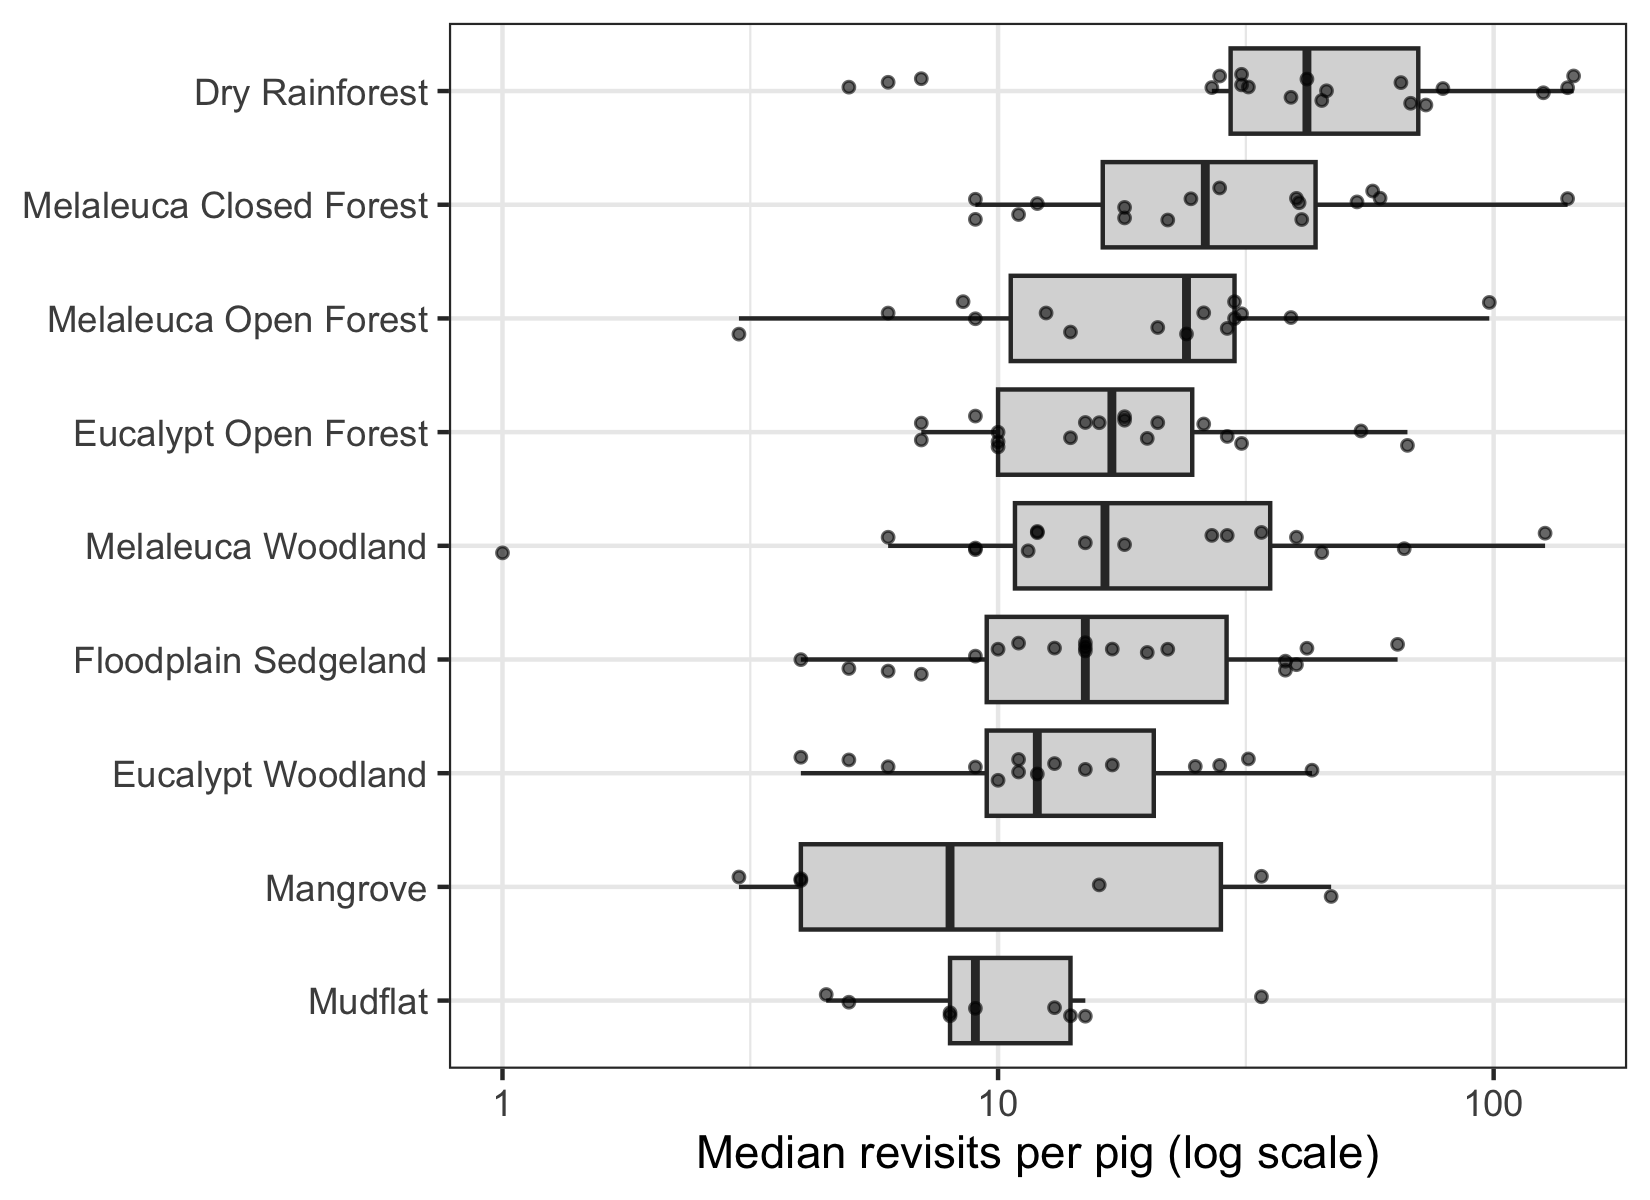 Dry Rainforest
Melaleuca Closed Forest
Melaleuca Open Forest
Eucalypt Open Forest
Melaleuca Woodland
Floodplain Sedgeland
Eucalypt Woodland
Mangrove
Mudflat
1 10 100
Median revisits per pig (log scale)